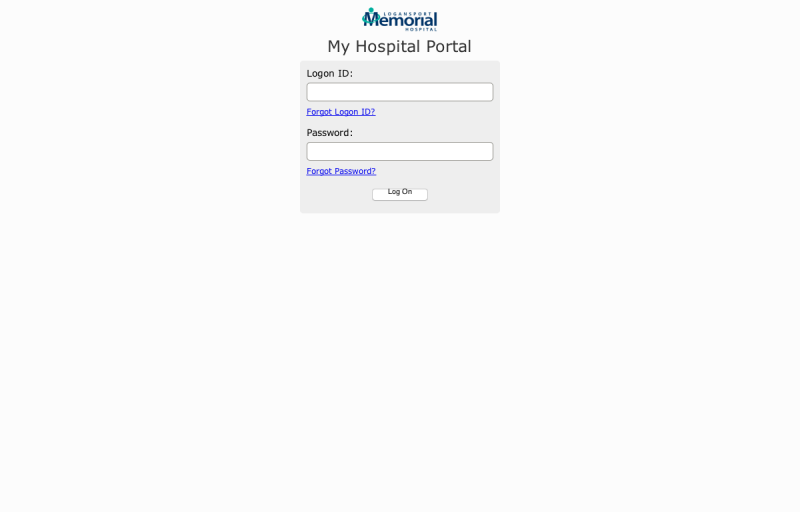 LOGANSPORT
Memorial
HOSPITAL
My Hospital Portal
Logon ID:
Forgot Logon ID?
Password:
Forgot Password?
Log On